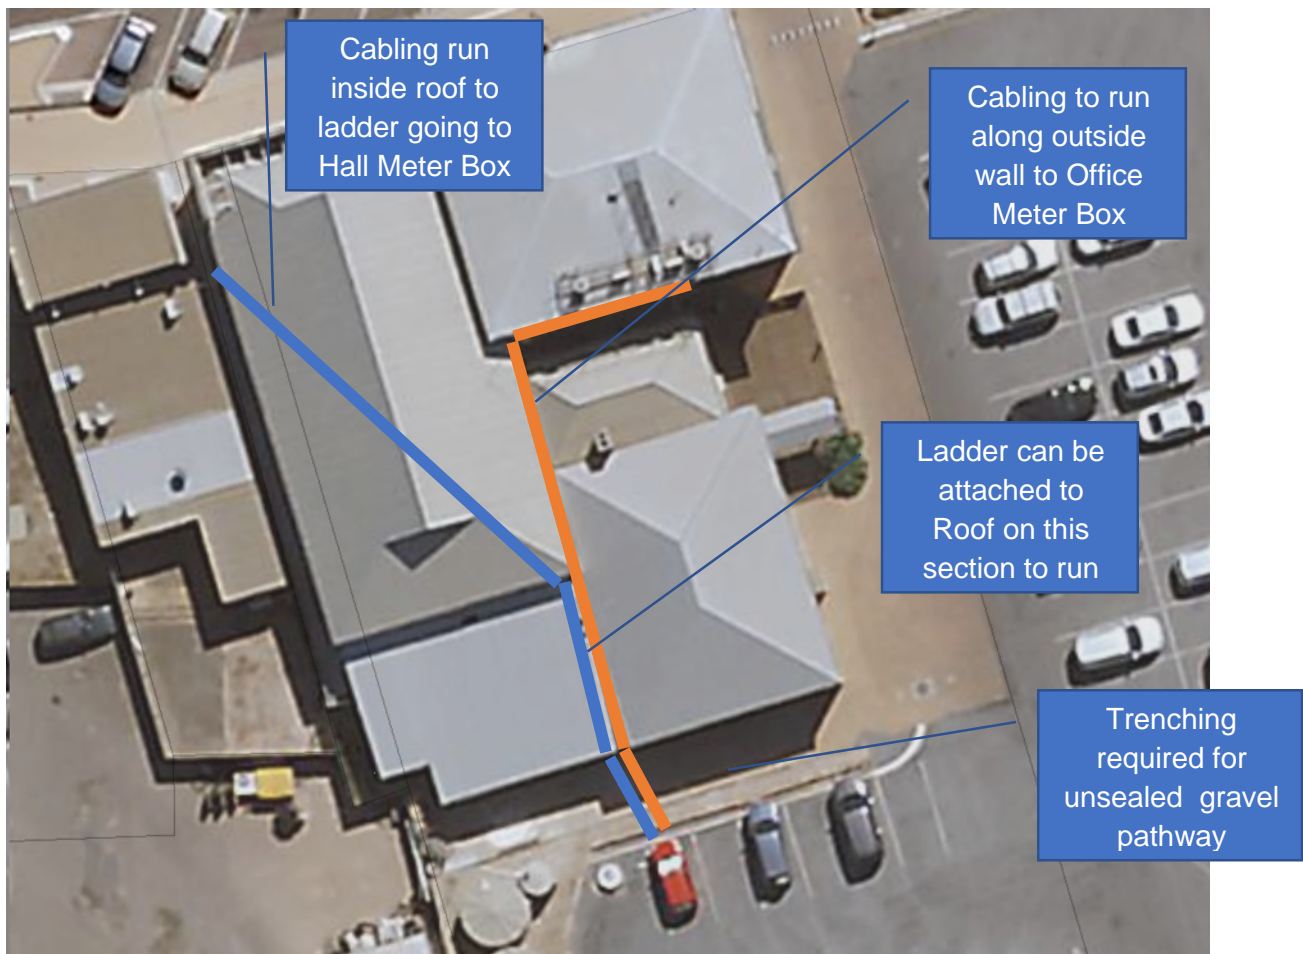 Cabling run
inside roof to
ladder going to
Hall Meter Box
Cabling to run
along outside
wall to Office
Meter Box
Ladder can be
attached to
Roof on this
section to run
Trenching
required for
unsealed gravel
pathway